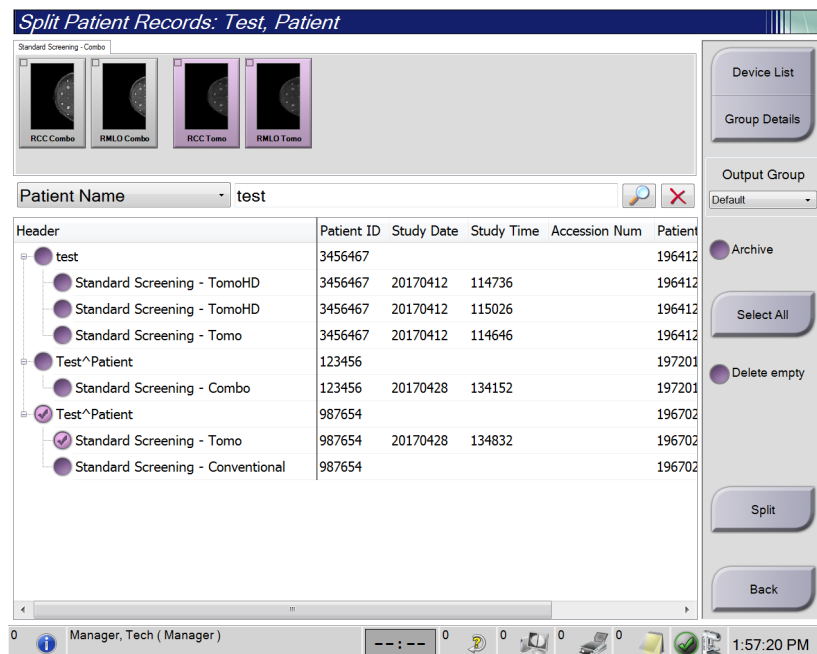 Split Patient Records: Test, Patient
Standard Screening - Combo
RCC Combo
RMLO Combo
RCC Tomo
RMLO Tomo
Device List
Group Details
Output Group
Default
Patient Name test
Header Patient ID Study Date Study Time Accession Num Patient
test 3456467 196412
Standard Screening - TomoHD 3456467 20170412 114736 196412
Standard Screening - TomoHD 3456467 20170412 115026 196412
Standard Screening - Tomo 3456467 20170412 114646 196412
Test^Patient 123456 197201
Standard Screening - Combo 123456 20170428 134152 197201
Test^Patient 987654 196702
Standard Screening - Tomo 987654 20170428 134832 196702
Standard Screening - Conventional 987654 196702
Archive
Select All
Delete empty
Split
Back
0 Manager, Tech ( Manager ) --:-- 0 0 0 0 1:57:20 PM